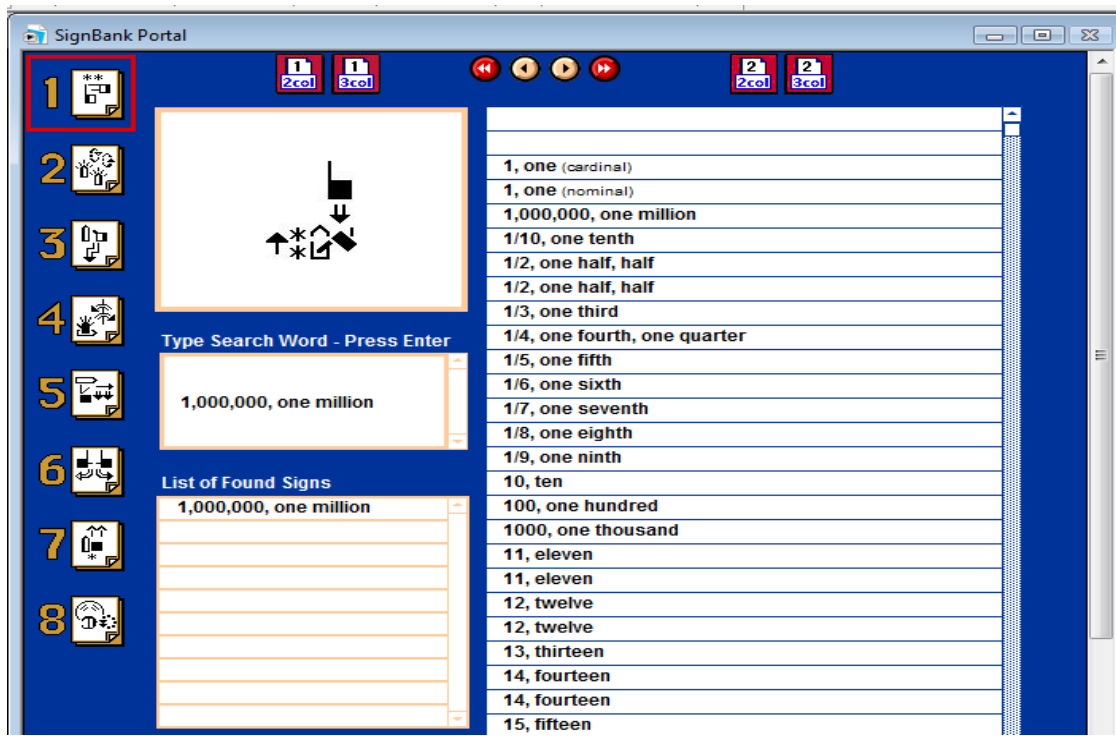 SignBank Portal
1 2col
1 3col
2 2col
2 3col
1
2
3
4
5
6
7
8
Type Search Word - Press Enter
1,000,000, one million
List of Found Signs
1,000,000, one million
1, one (cardinal)
1, one (nominal)
1,000,000, one million
1/10, one tenth
1/2, one half, half
1/2, one half, half
1/3, one third
1/4, one fourth, one quarter
1/5, one fifth
1/6, one sixth
1/7, one seventh
1/8, one eighth
1/9, one ninth
10, ten
100, one hundred
1000, one thousand
11, eleven
11, eleven
12, twelve
12, twelve
13, thirteen
14, fourteen
14, fourteen
15, fifteen